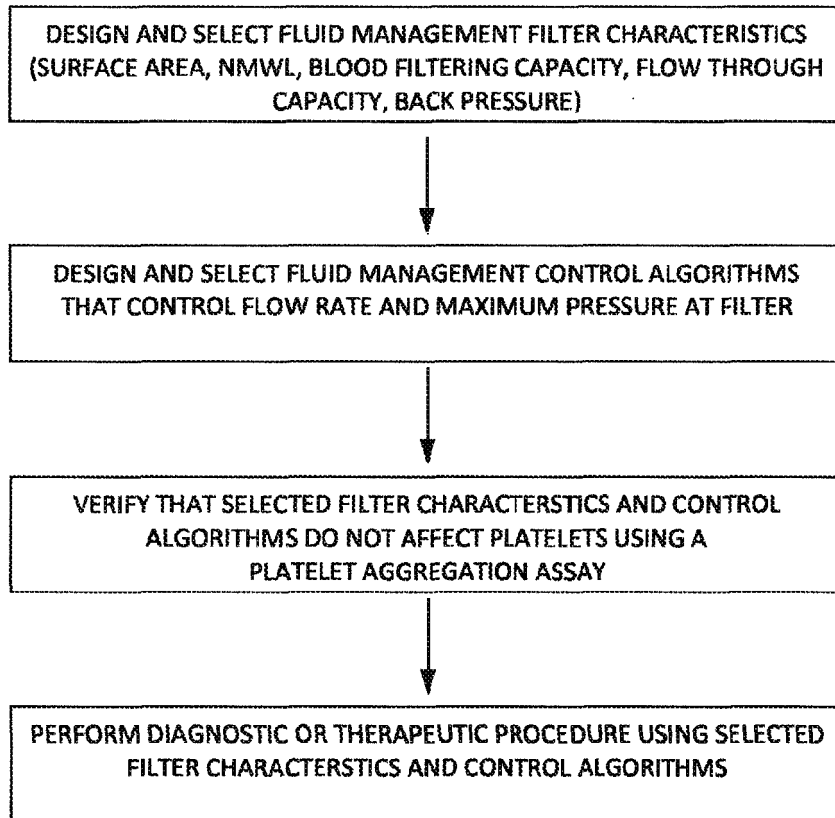 DESIGN AND SELECT FLUID MANAGEMENT FILTER CHARACTERISTICS
(SURFACE AREA, NMWL, BLOOD FILTERING CAPACITY, FLOW THROUGH
CAPACITY, BACK PRESSURE)
DESIGN AND SELECT FLUID MANAGEMENT CONTROL ALGORITHMS
THAT CONTROL FLOW RATE AND MAXIMUM PRESSURE AT FILTER
VERIFY THAT SELECTED FILTER CHARACTERSTICS AND CONTROL
ALGORITHMS DO NOT AFFECT PLATELETS USING A
PLATELET AGGREGATION ASSAY
PERFORM DIAGNOSTIC OR THERAPEUTIC PROCEDURE USING SELECTED
FILTER CHARACTERSTICS AND CONTROL ALGORITHMS